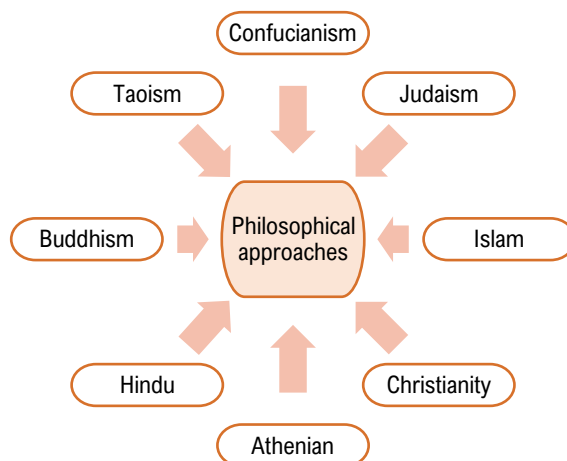 Confucianism
Taoism
Judaism
Buddhism
Philosophical
approaches
Islam
Hindu
Christianity
Athenian